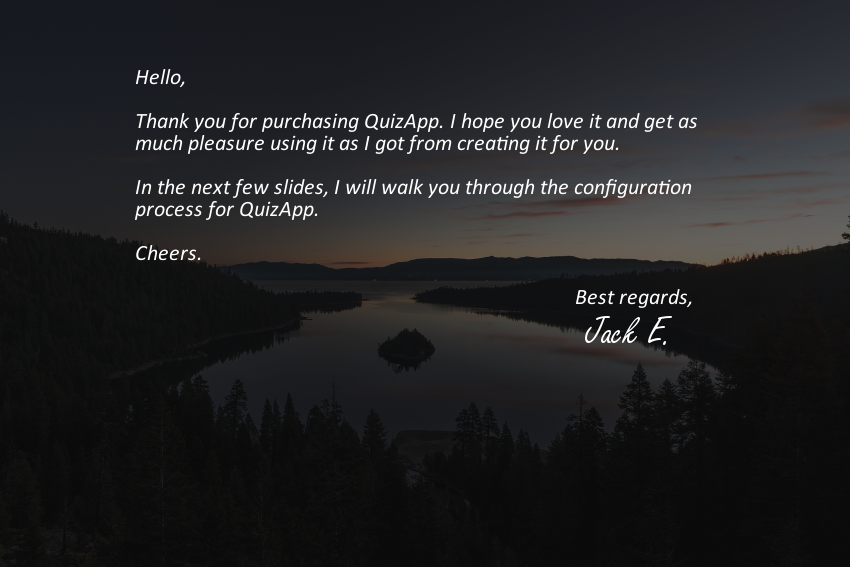 Hello,
Thank you for purchasing QuizApp. I hope you love it and get as
much pleasure using it as I got from creating it for you.
In the next few slides, I will walk you through the configuration
process for QuizApp.
Cheers.
Best regards,
Jack E.